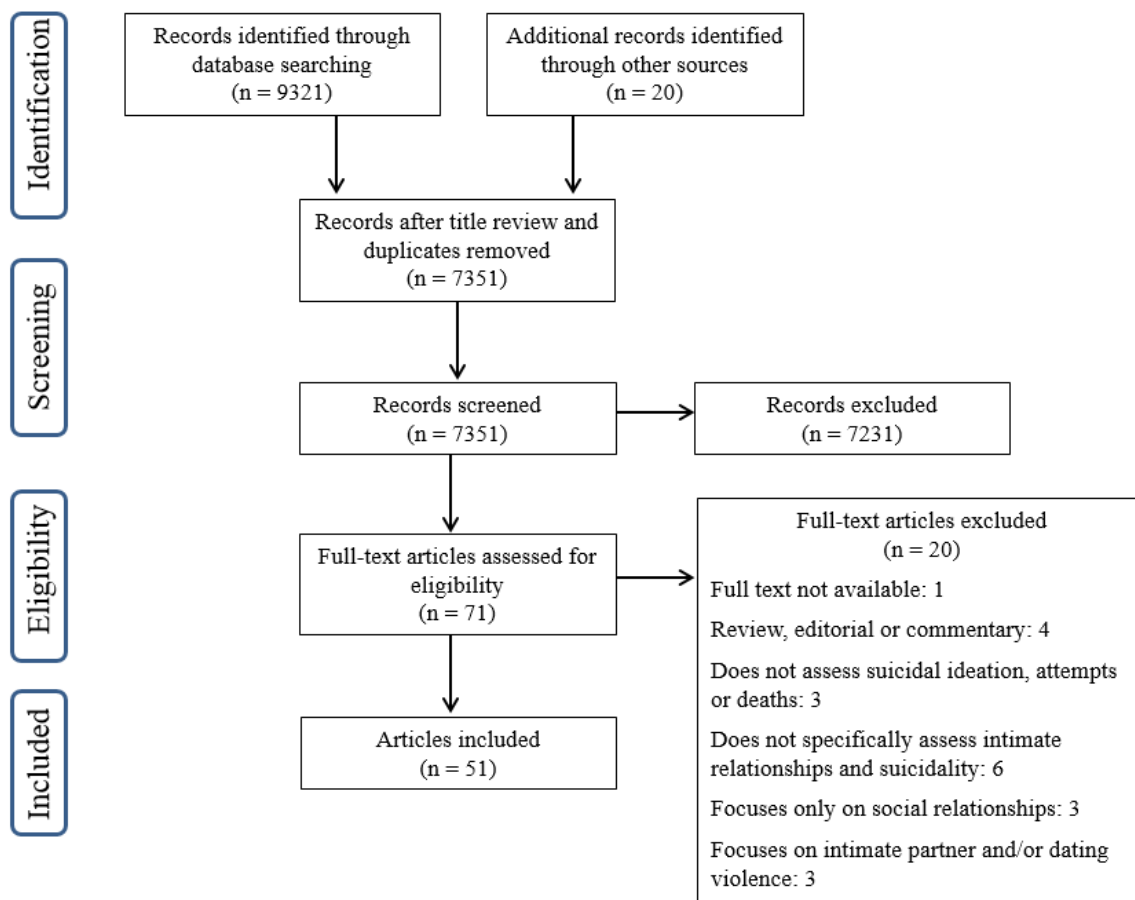 Identification
Records identified through
database searching
(n = 9321)
Additional records identified
through other sources
(n = 20)
Records after title review and
duplicates removed
(n = 7351)
Screening
Records screened
(n = 7351)
Records excluded
(n = 7231)
Eligibility
Full-text articles assessed for
eligibility
(n = 71)
Full-text articles excluded
(n = 20)
Full text not available: 1
Review, editorial or commentary: 4
Does not assess suicidal ideation, attempts
or deaths: 3
Does not specifically assess intimate
relationships and suicidality: 6
Focuses only on social relationships: 3
Focuses on intimate partner and/or dating
violence: 3
Included
Articles included
(n = 51)